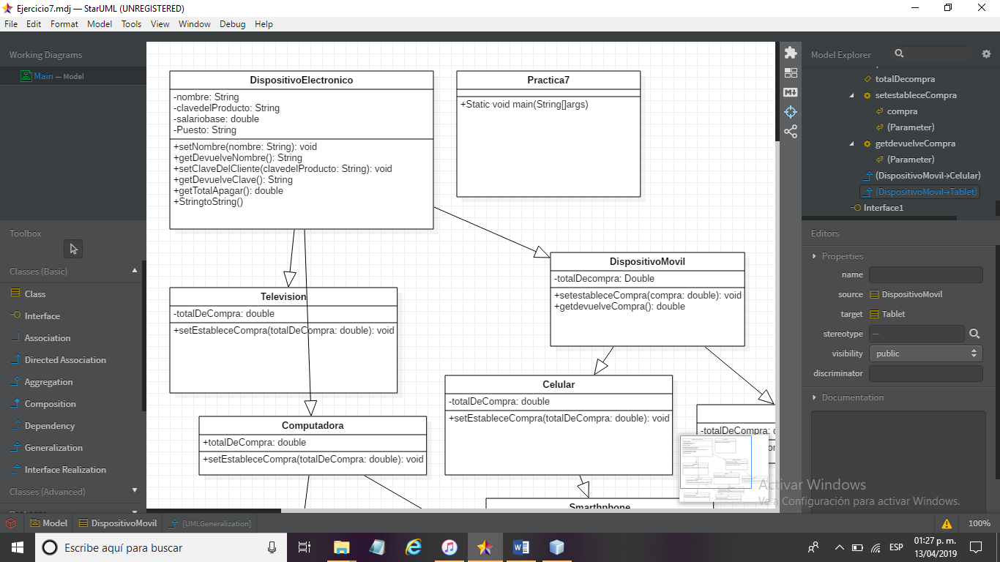 Ejercicio7.mdj — StarUML (UNREGISTERED)
File Edit Format Model Tools View Window Debug Help
Working Diagrams
Main — Model
Toolbox
Classes (Basic)
Class
Interface
Association
Directed Association
Aggregation
Composition
Dependency
Generalization
Interface Realization
Classes (Advanced)
DispositivoElectronico
-nombre: String
-clavedelProducto: String
-salariobase: double
-Puesto: String
+setNombre(nombre: String): void
+getDevuelveNombre(): String
+setClaveDelCliente(clavedelProducto: String): void
+getDevuelveClave(): String
+getTotalApagar(): double
+StringtoString()
Practica7
+Static void main(String[]args)
Television
-totalDeCompra: double
+setEstableceCompra(totalDeCompra: double): void
DispositivoMovil
-totalDecompra: Double
+setestableceCompra(compra: double): void
+getdevuelveCompra(): double
Computadora
+totalDeCompra: double
+setEstableceCompra(totalDeCompra: double): void
Celular
-totalDeCompra: double
+setEstableceCompra(totalDeCompra: double): void
-totalDeCompra:
Smarthphone
Model Explorer
totalDecompra
setestableceCompra
compra
(Parameter)
getdevuelveCompra
(Parameter)
(DispositivoMovil→Celular)
(DispositivoMovil→Tablet)
Interface1
Editors
Properties
name
source DispositivoMovil
target Tablet
stereotype —
visibility public
discriminator
Documentation
Activar Windows
Ve a Configuración para activar Windows.
Model DispositivoMovil [UMLGeneralization]
100%
Escribe aquí para buscar
ESP
01:27 p. m.
13/04/2019